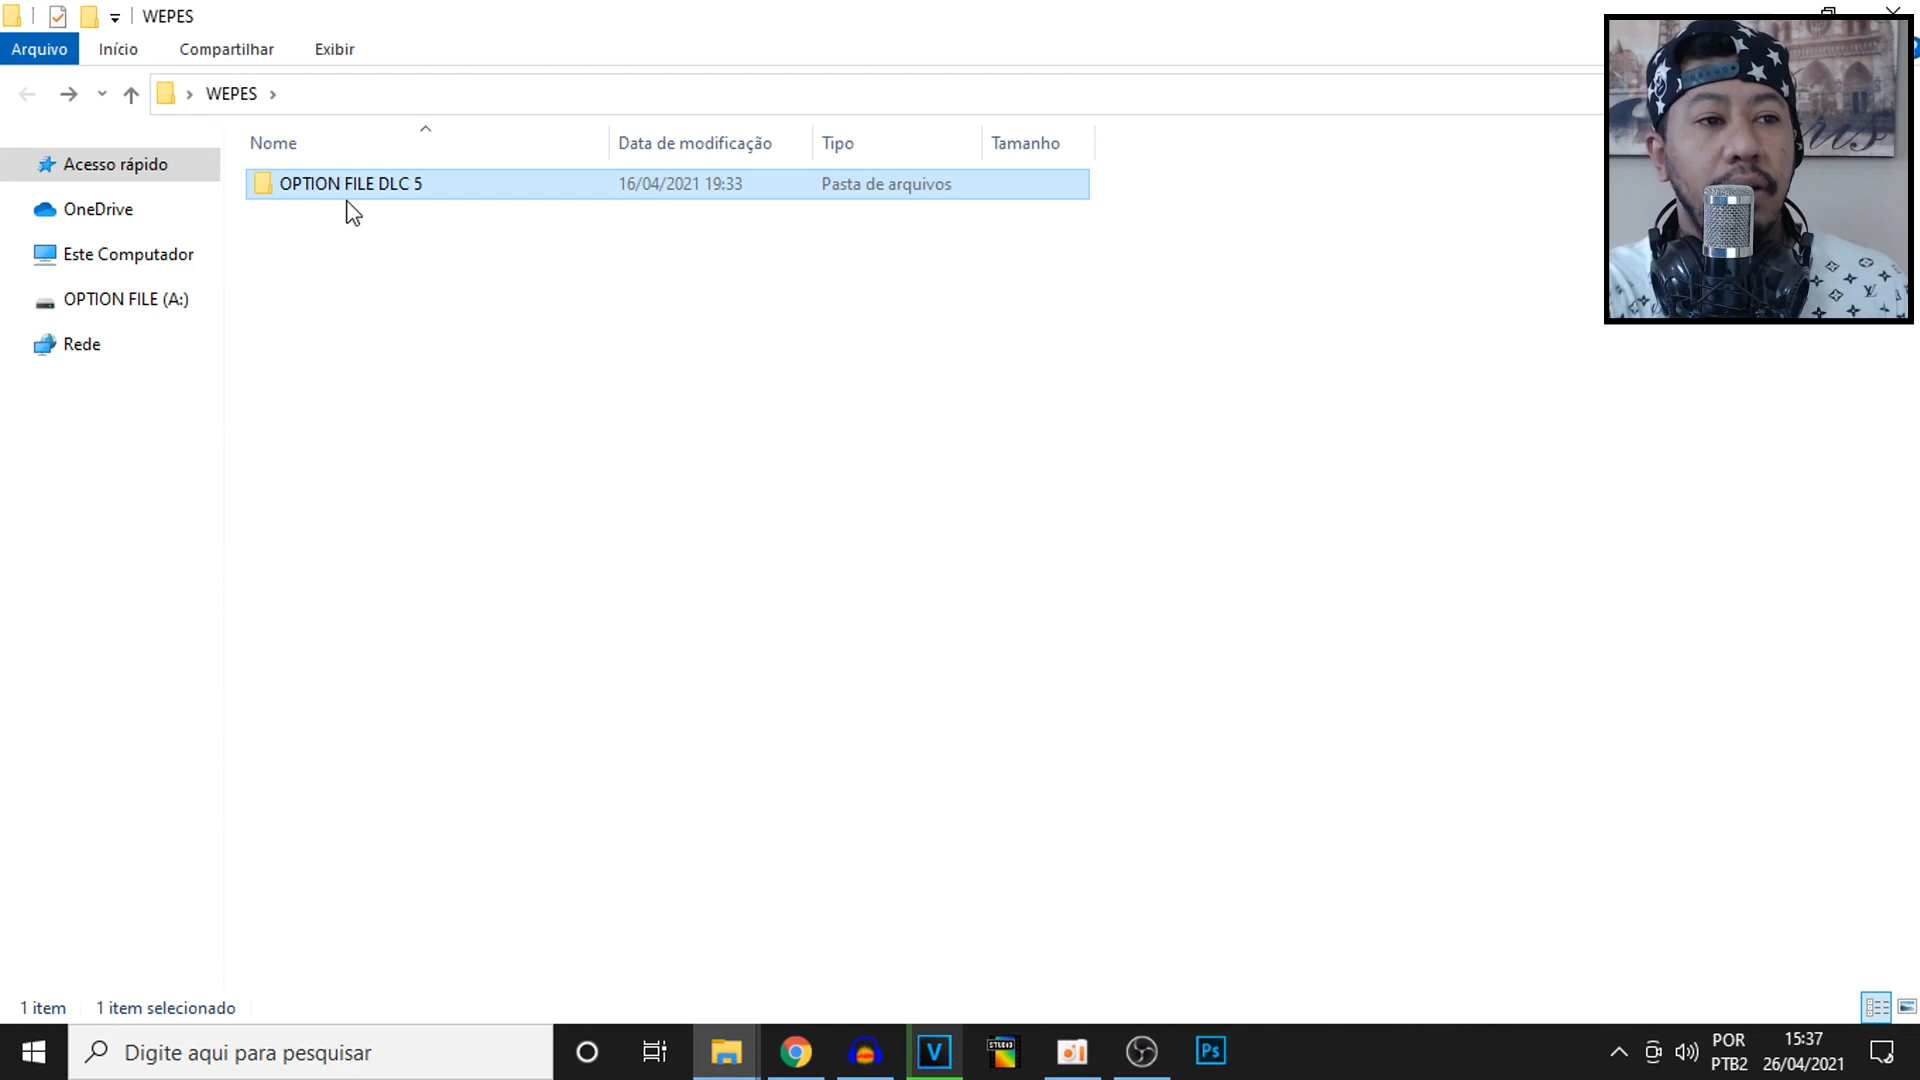 WEPES
Arquivo Início Compartilhar Exibir
WEPES
Nome Data de modificação Tipo Tamanho
OPTION FILE DLC 5 16/04/2021 19:33 Pasta de arquivos
Acesso rápido
OneDrive
Este Computador
OPTION FILE (A:)
Rede
1 item 1 item selecionado
Digite aqui para pesquisar
V
STUDIO
Ps
POR
PTB2
15:37
26/04/2021